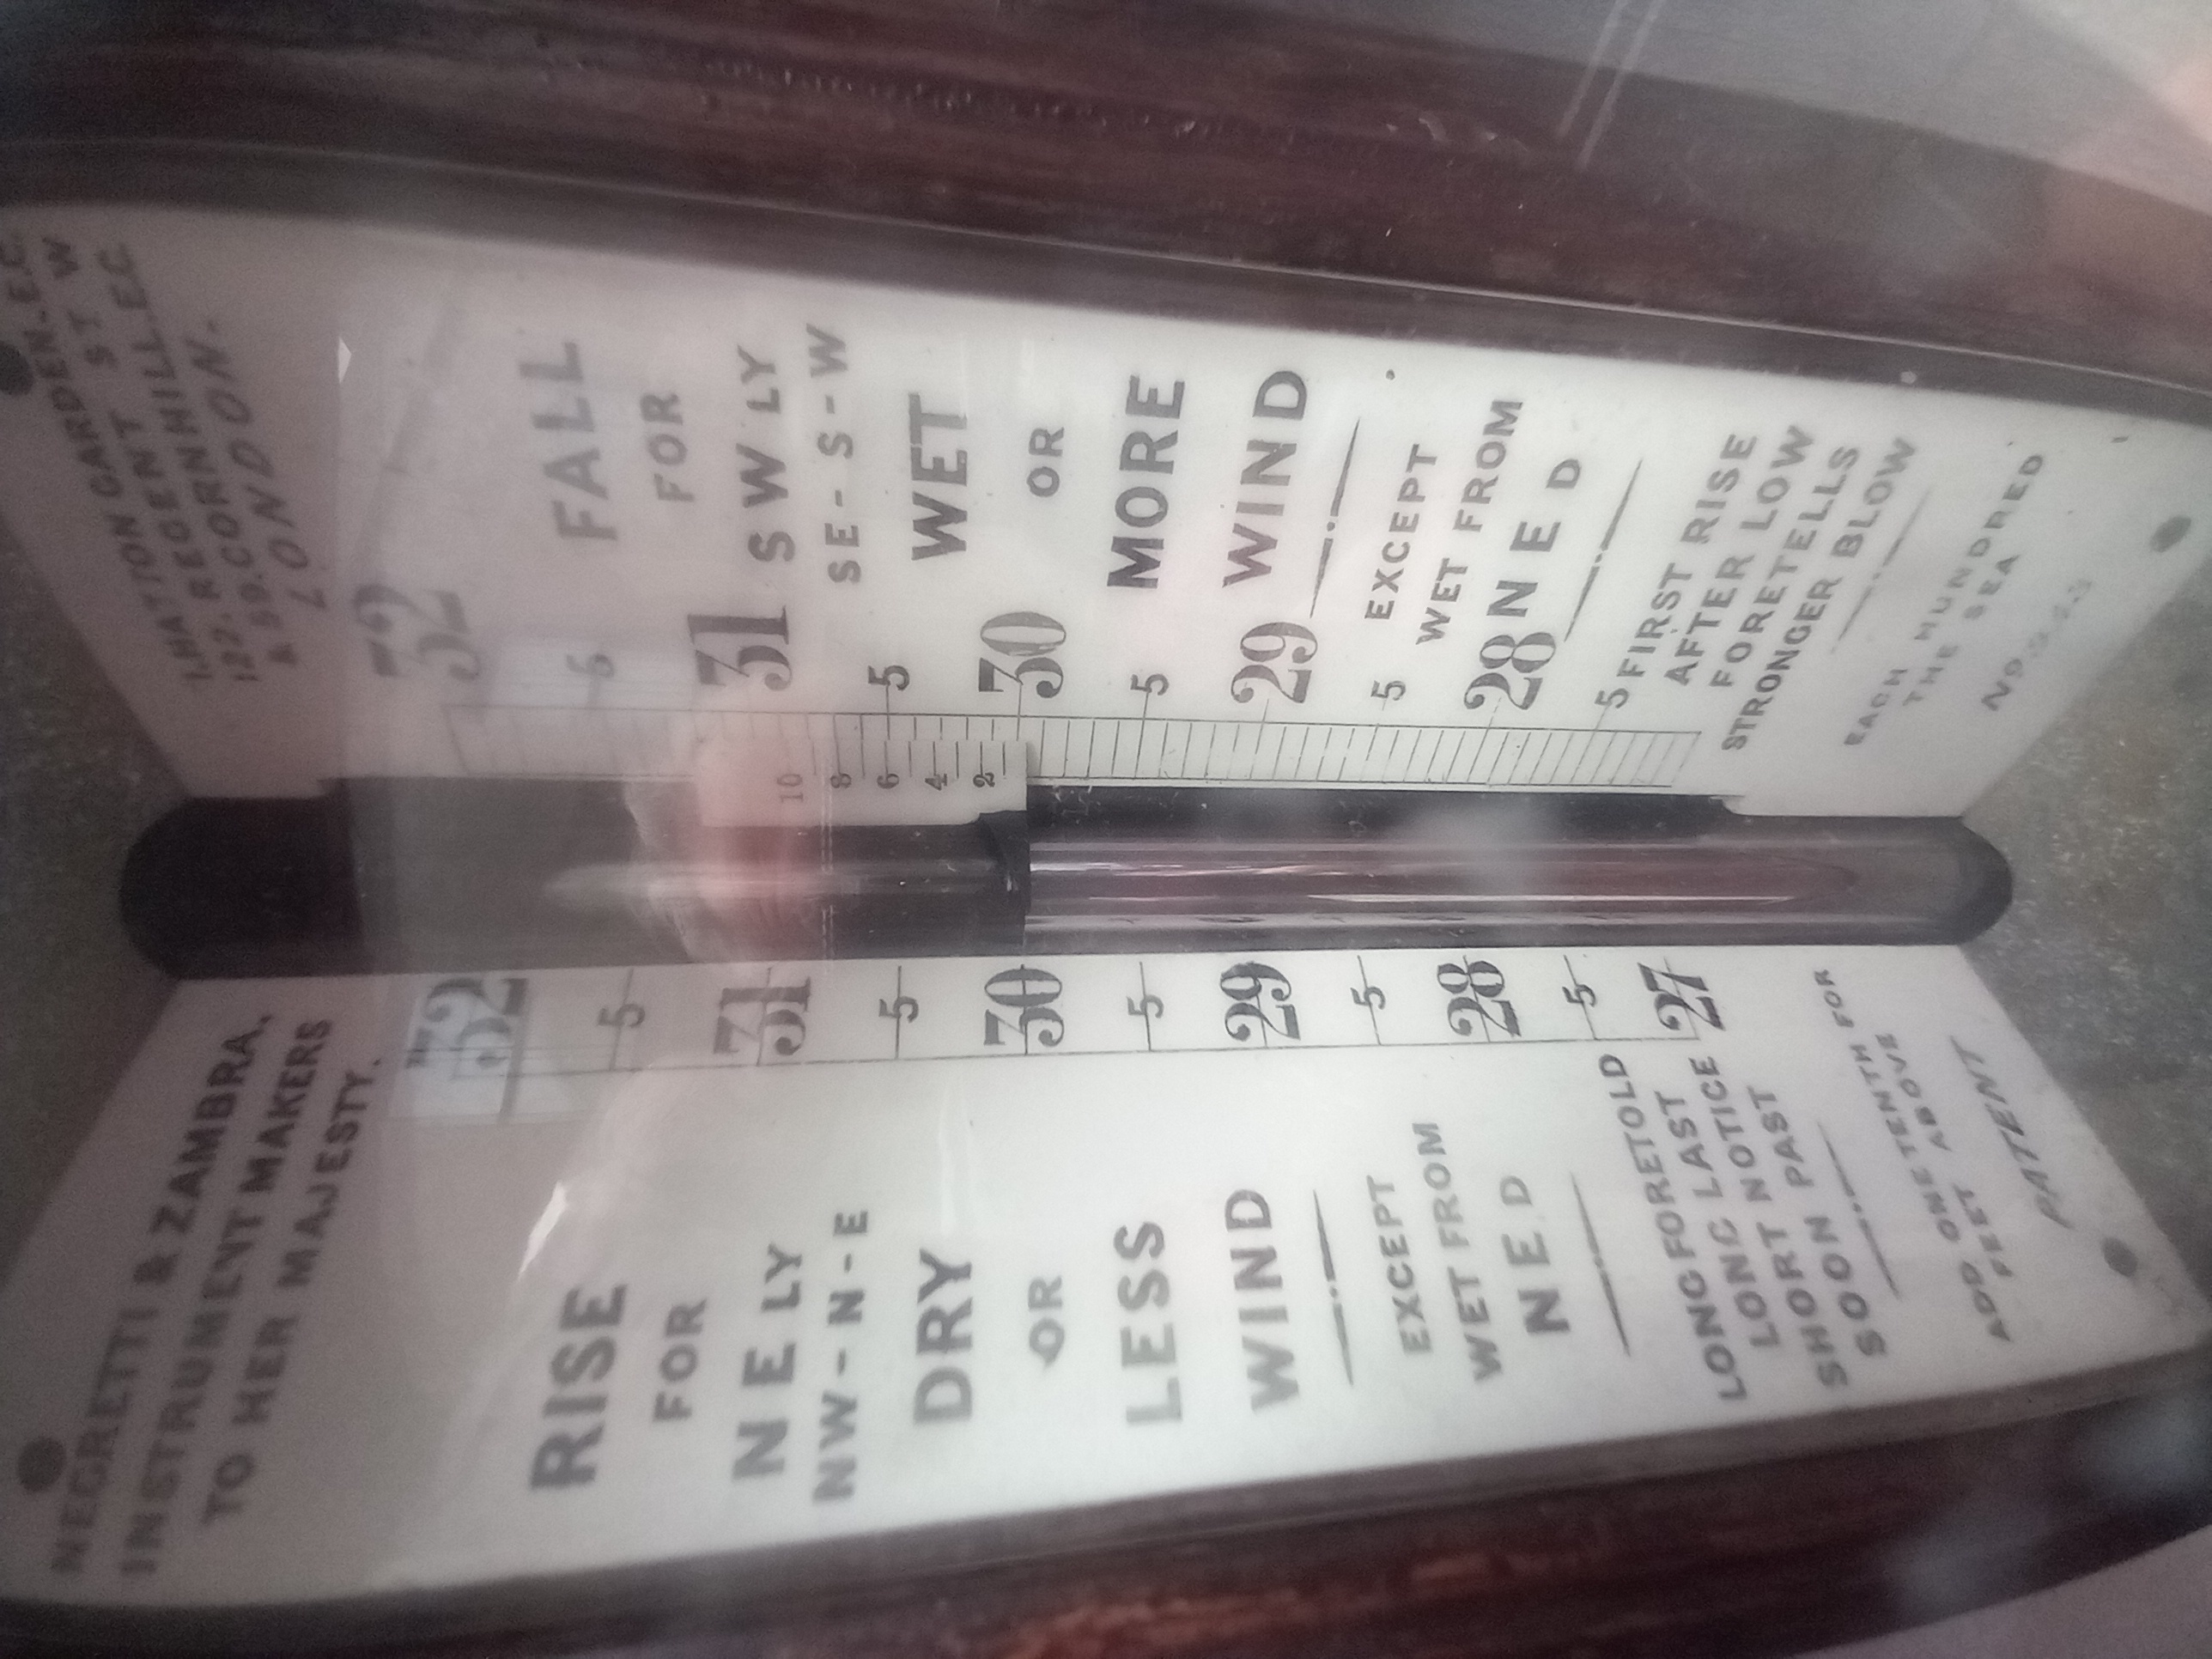 NEGRETTI & ZAMBRA,
INSTRUMENT MAKERS
TO HER MAJESTY.
32
5
31
5
30
5
29
5
28
5
27
RISE
FOR
N E LY
NW-N-E
DRY
OR
LESS
WIND
EXCEPT
WET FROM
N E D
LONG FORETOLD
LONG LAST
SHORT NOTICE
SOON PAST
ADD ONE TENTH FOR
FEET ABOVE
PATENT
1.HATTON GARDEN.E.C.
122. REGENT ST W
& 59.CORNHILL.E.C.
LONDON.
32
5
31
5
30
5
29
5
28
5
10
8
6
4
2
FALL
FOR
S W LY
SE-S-W
WET
OR
MORE
WIND
EXCEPT
WET FROM
N E D
FIRST RISE
AFTER LOW
FORETELLS
STRONGER BLOW
EACH HUNDRED
THE SEA